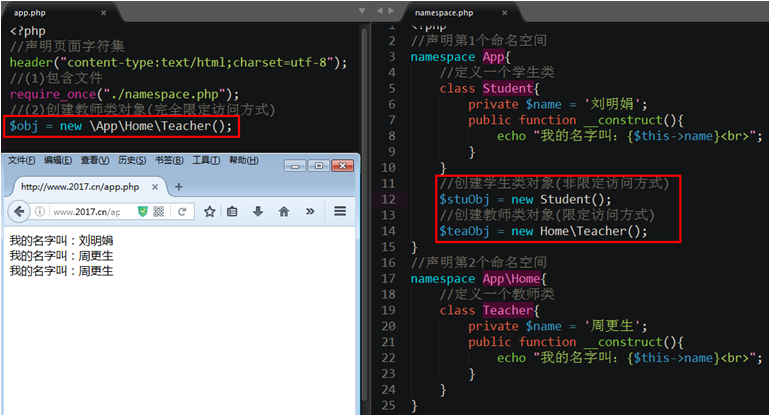 app.php
<?php
//声明页面字符集
header("content-type:text/html;charset=utf-8");
//(1)包含文件
require_once("./namespace.php");
//(2)创建教师类对象(完全限定访问方式)
$obj = new \App\Home\Teacher();
文件(F) 编辑(E) 查看(V) 历史(S) 书签(B) 工具(T) 帮助(H)
http://www.2017.cn/app.php
www.2017.cn/ap
我的名字叫：刘明娟
我的名字叫：周更生
我的名字叫：周更生
namespace.php
1 <?php
2 //声明第1个命名空间
3 namespace App{
4 //定义一个学生类
5 class Student{
6 private $name = '刘明娟';
7 public function __construct(){
8 echo "我的名字叫：{$this->name}<br>";
9 }
10 }
11 //创建学生类对象(非限定访问方式)
12 $stuObj = new Student();
13 //创建教师类对象(限定访问方式)
14 $teaObj = new Home\Teacher();
15 }
16 //声明第2个命名空间
17 namespace App\Home{
18 //定义一个教师类
19 class Teacher{
20 private $name = '周更生';
21 public function __construct(){
22 echo "我的名字叫：{$this->name}<br>";
23 }
24 }
25 }